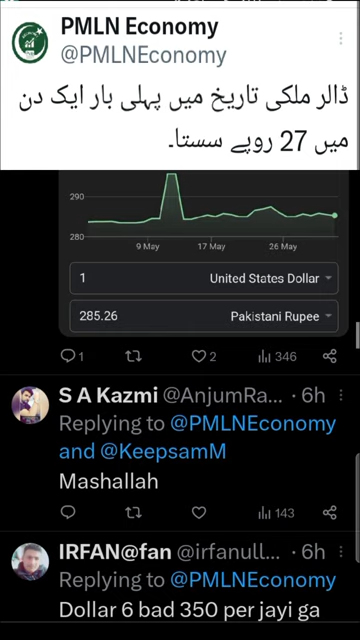 PMLN Economy
@PMLNEconomy
ڈالر ملکی تاریخ میں پہلی بار ایک دن
میں 27 روپے سستا۔
290
280
9 May 17 May 26 May
1 United States Dollar
285.26 Pakistani Rupee
1 2 346
S A Kazmi @AnjumRa... · 6h
Replying to @PMLNEconomy
and @KeepsamM
Mashallah
143
IRFAN@fan @irfanull... · 6h
Replying to @PMLNEconomy
Dollar 6 bad 350 per jayi ga